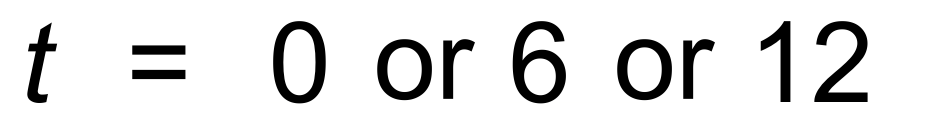 t = 0 or 6 or 12